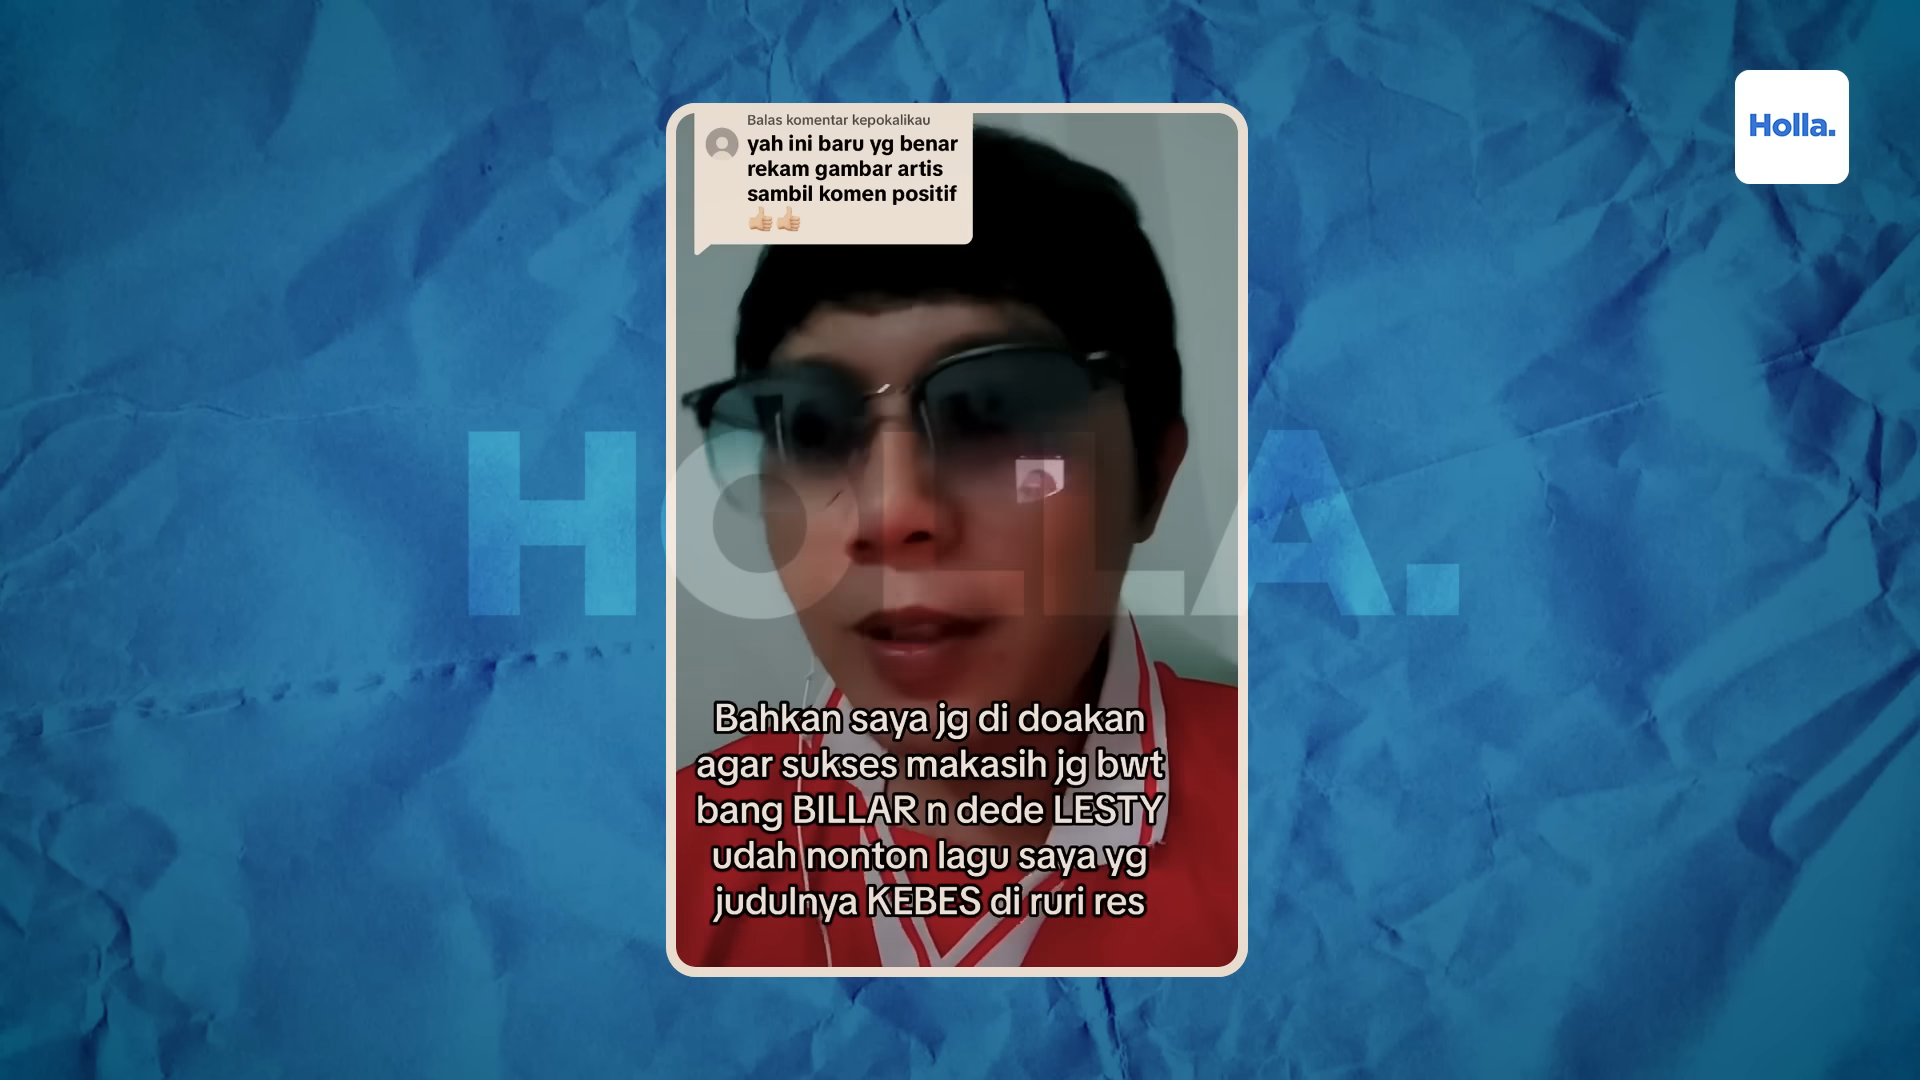 Holla.
Balas komentar kepokalikau
yah ini baru yg benar
rekam gambar artis
sambil komen positif
👍🏻👍🏻
HOLLA.
Bahkan saya jg di doakan
agar sukses makasih jg bwt
bang BILLAR n dede LESTY
udah nonton lagu saya yg
judulnya KEBES di ruri res